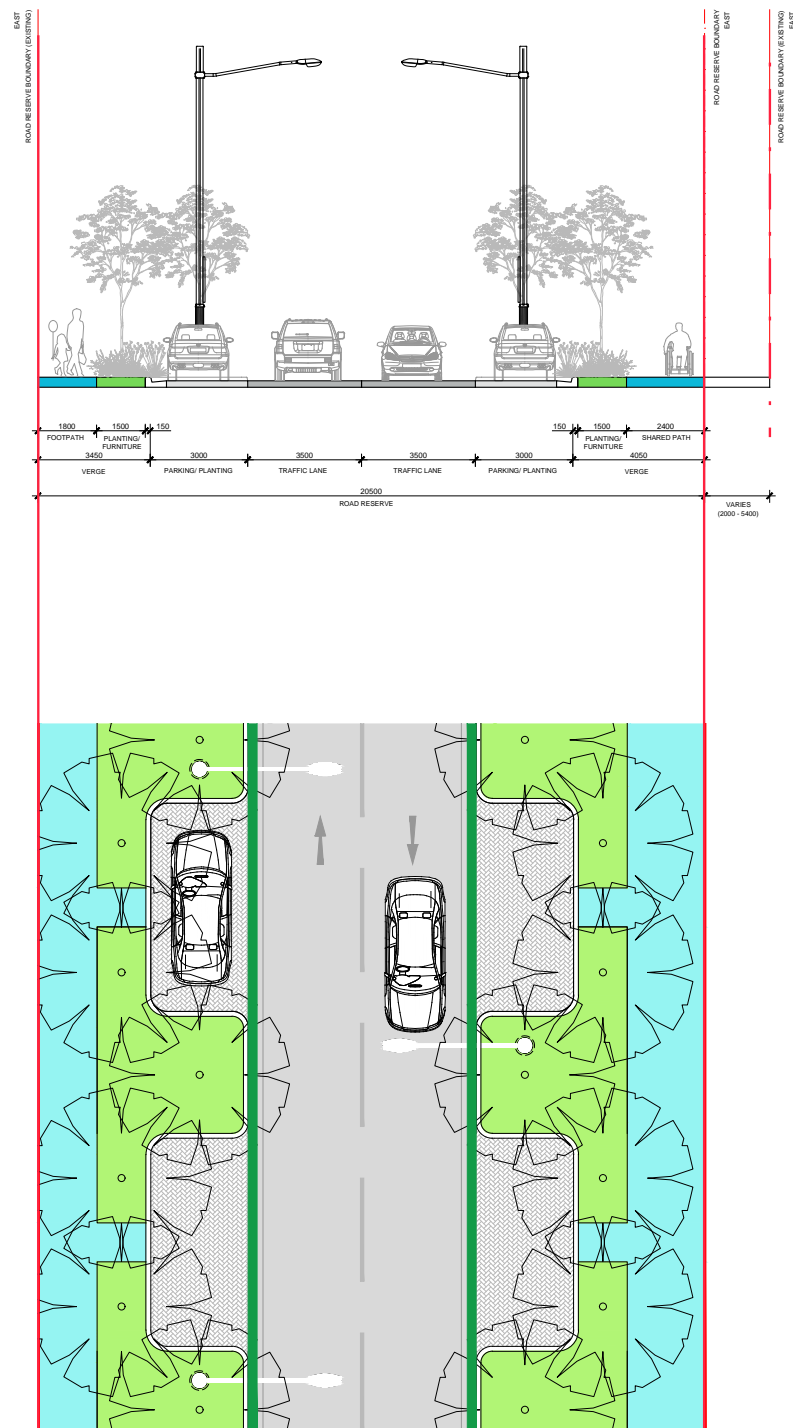 EAST
ROAD RESERVE BOUNDARY (EXISTING)
ROAD RESERVE BOUNDARY
EAST
ROAD RESERVE BOUNDARY (EXISTING)
EAST
1800
1500
150
150
1500
2400
FOOTPATH
PLANTING/
FURNITURE
PLANTING/
FURNITURE
SHARED PATH
3450
3000
3500
3500
3000
4050
VERGE
PARKING/ PLANTING
TRAFFIC LANE
TRAFFIC LANE
PARKING/ PLANTING
VERGE
20500
ROAD RESERVE
VARIES
(2000 - 5400)